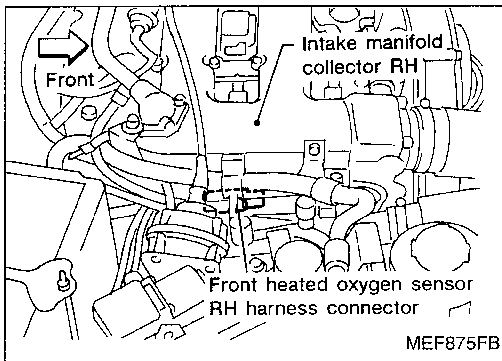 Intake manifold
collector RH
Front
Front heated oxygen sensor
RH harness connector
MEF875FB